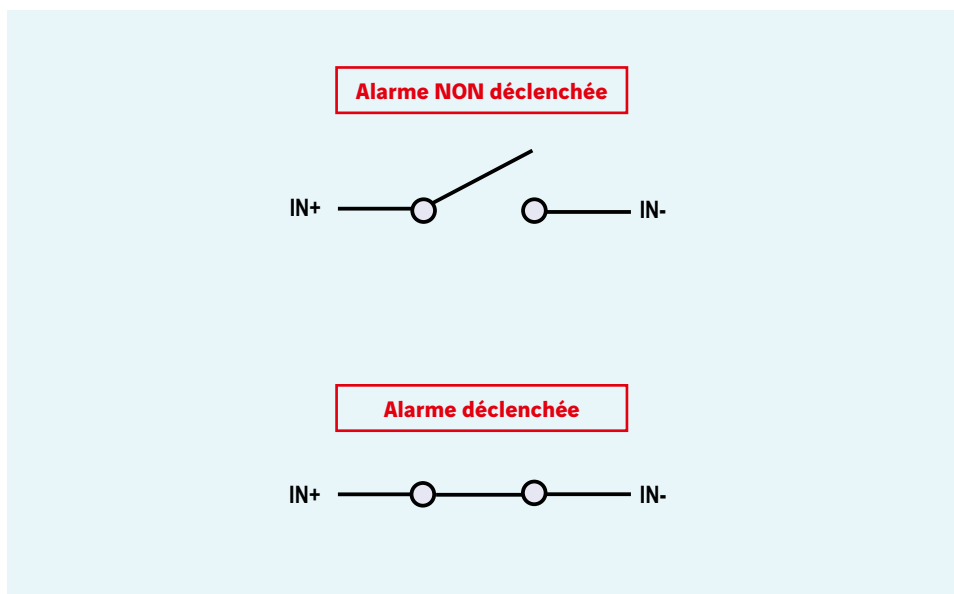 Alarme NON déclenchée
IN+ IN-
Alarme déclenchée
IN+ IN-